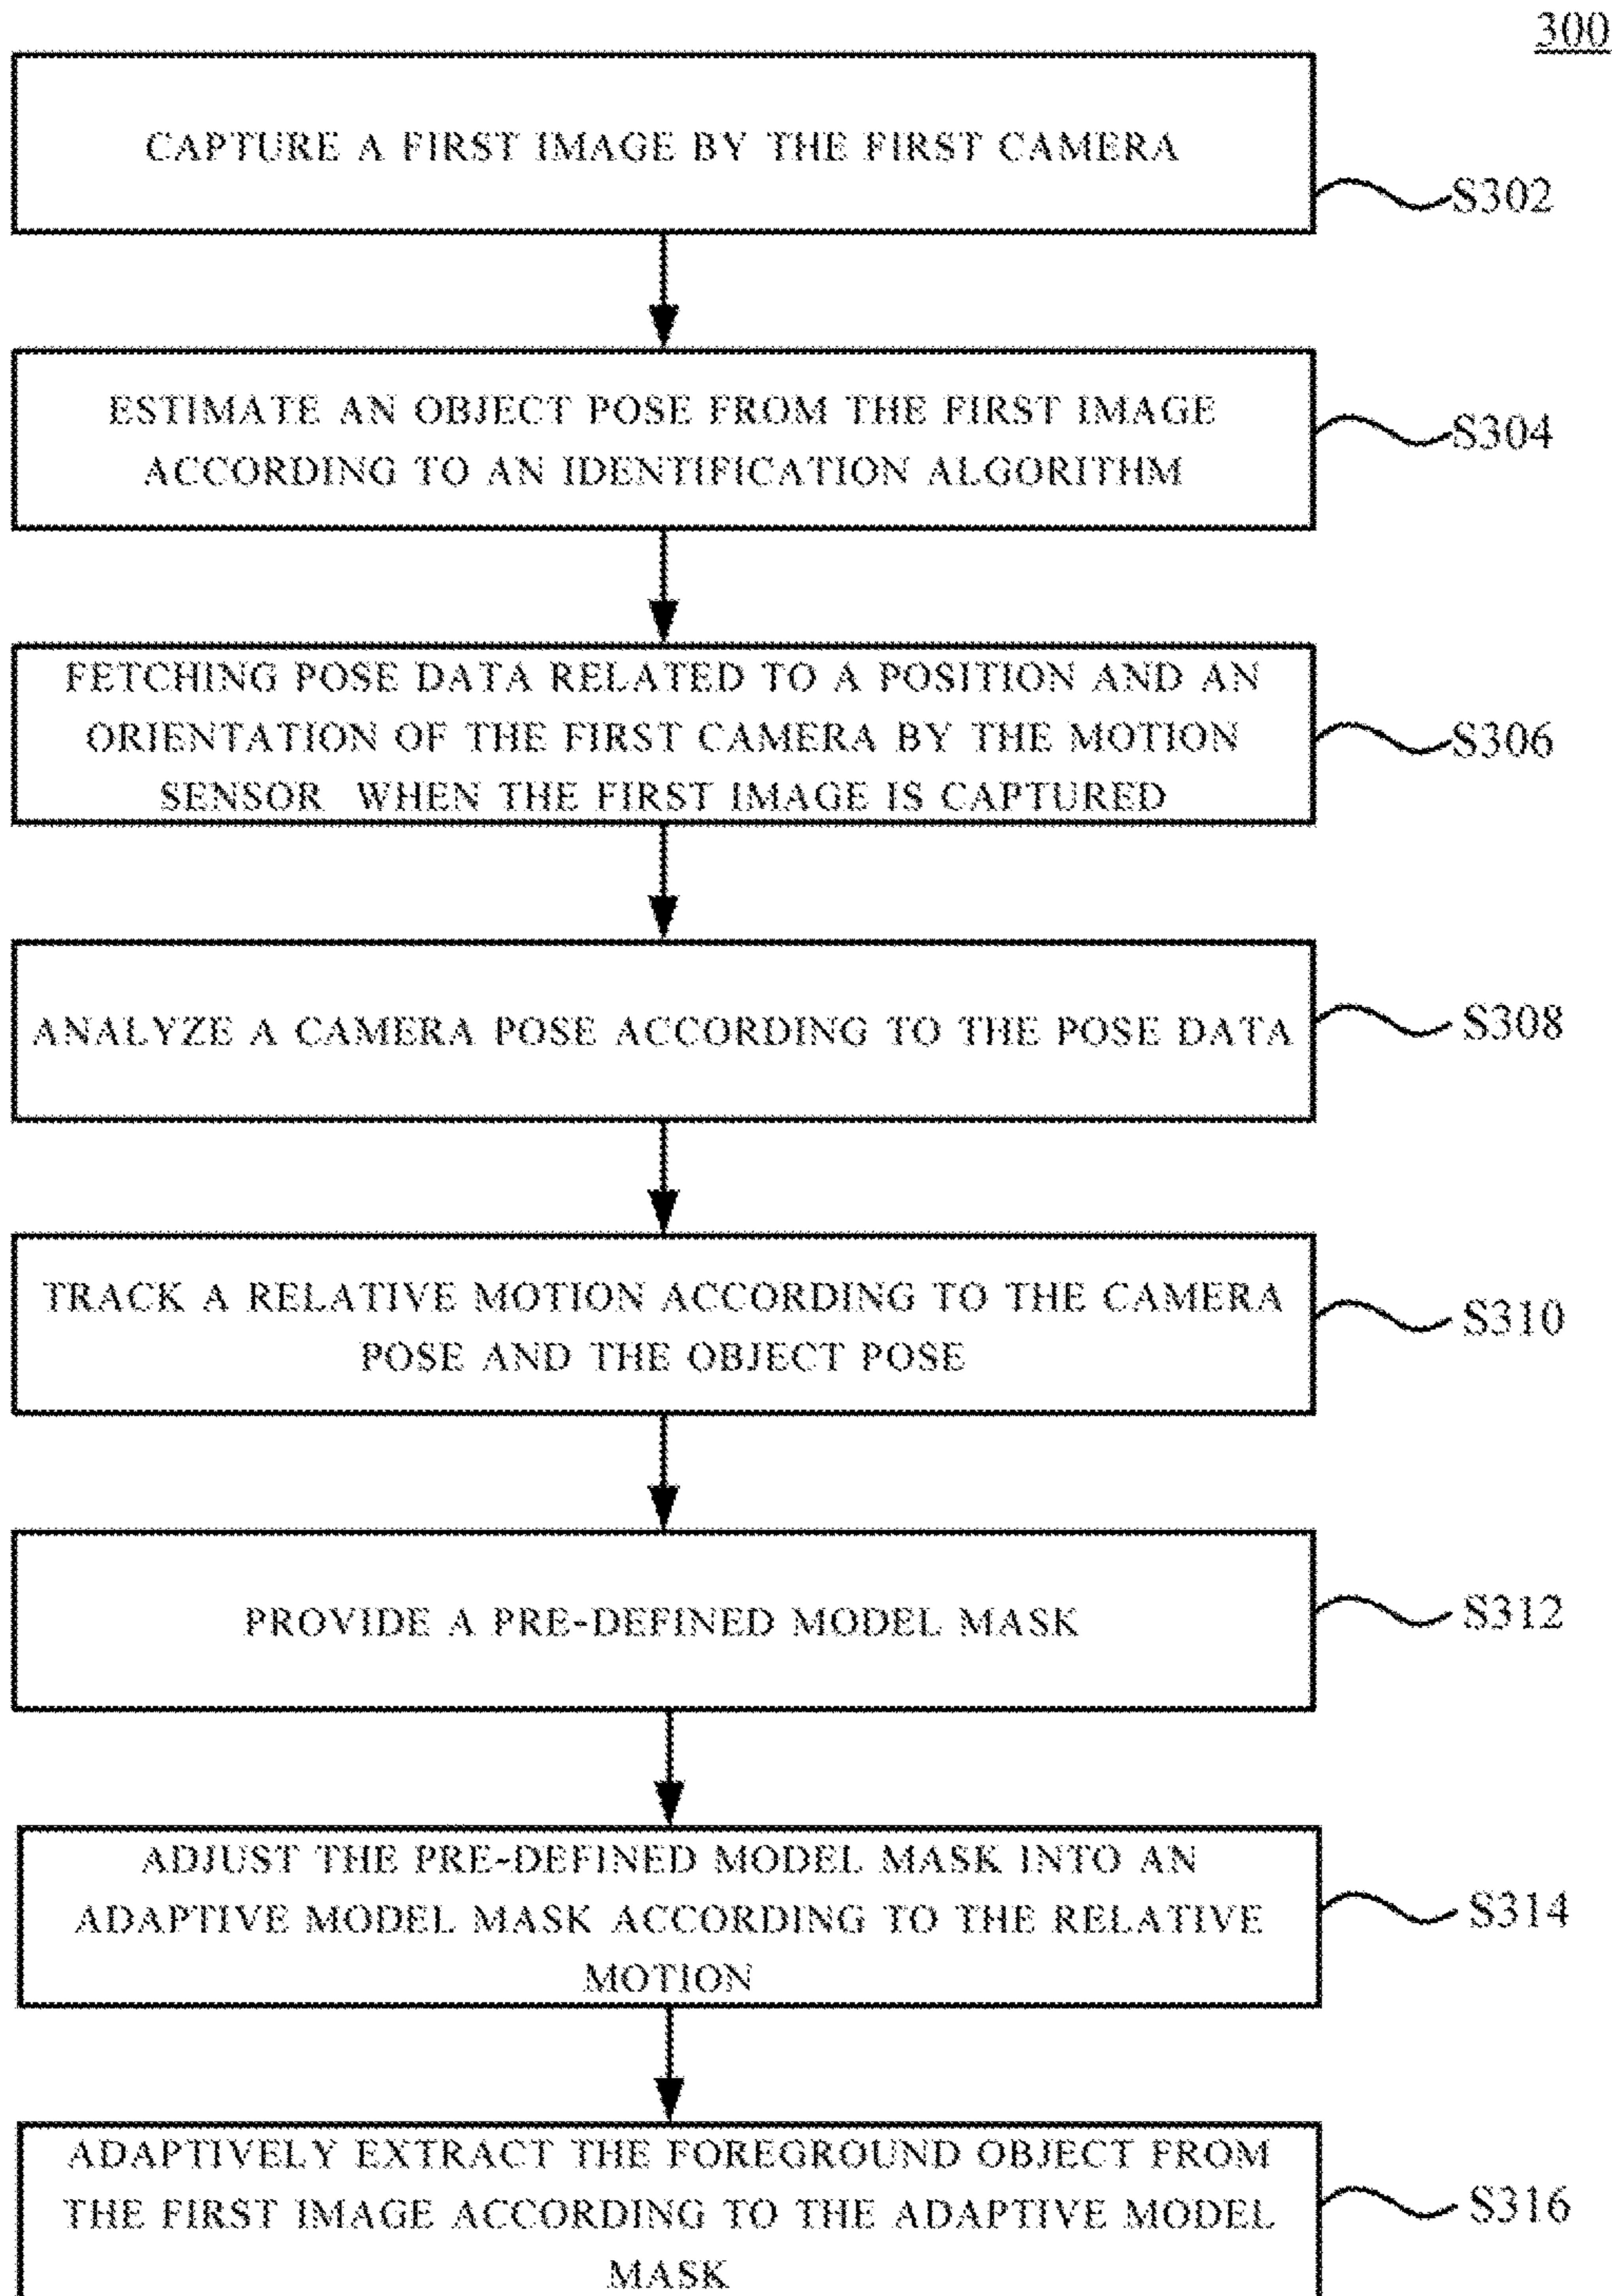 300
CAPTURE A FIRST IMAGE BY THE FIRST CAMERA
S302
ESTIMATE AN OBJECT POSE FROM THE FIRST IMAGE
ACCORDING TO AN IDENTIFICATION ALGORITHM
S304
FETCHING POSE DATA RELATED TO A POSITION AND AN
ORIENTATION OF THE FIRST CAMERA BY THE MOTION
SENSOR WHEN THE FIRST IMAGE IS CAPTURED
S306
ANALYZE A CAMERA POSE ACCORDING TO THE POSE DATA
S308
TRACK A RELATIVE MOTION ACCORDING TO THE CAMERA
POSE AND THE OBJECT POSE
S310
PROVIDE A PRE-DEFINED MODEL MASK
S312
ADJUST THE PRE-DEFINED MODEL MASK INTO AN
ADAPTIVE MODEL MASK ACCORDING TO THE RELATIVE
MOTION
S314
ADAPTIVELY EXTRACT THE FOREGROUND OBJECT FROM
THE FIRST IMAGE ACCORDING TO THE ADAPTIVE MODEL
MASK
S316